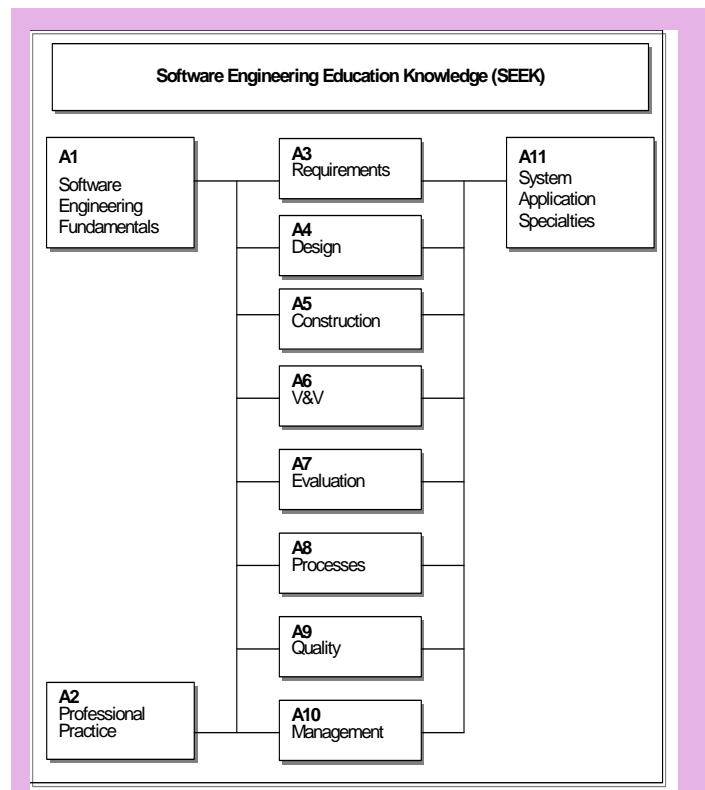 Software Engineering Education Knowledge (SEEK)
A1
Software
Engineering
Fundamentals
A2
Professional
Practice
A3
Requirements
A4
Design
A5
Construction
A6
V&V
A7
Evaluation
A8
Processes
A9
Quality
A10
Management
A11
System
Application
Specialties